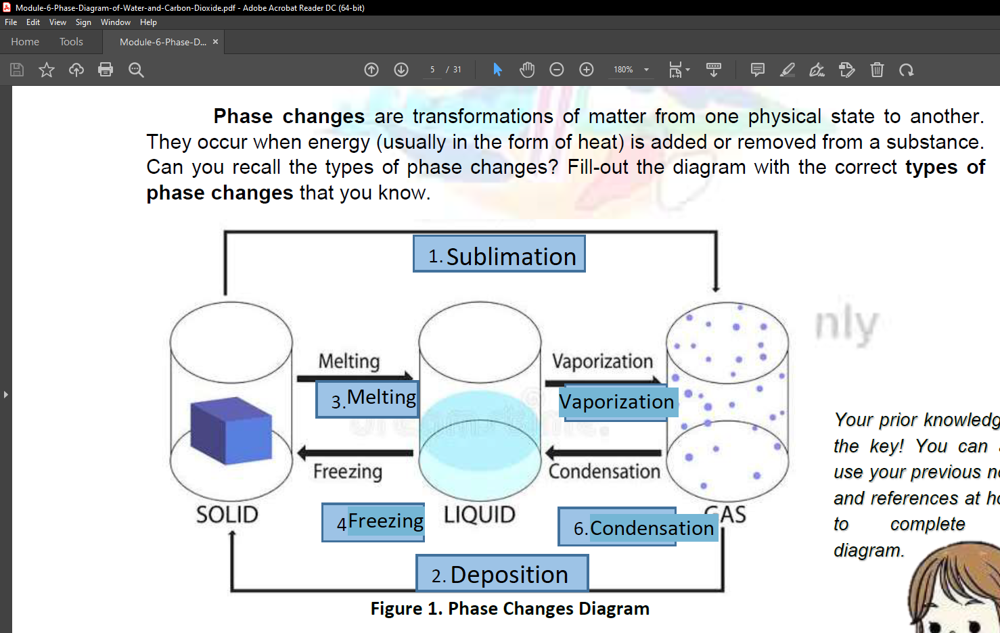 Module-6-Phase-Diagram-of-Water-and-Carbon-Dioxide.pdf - Adobe Acrobat Reader DC (64-bit)
File Edit View Sign Window Help
Home Tools Module-6-Phase-D... ×
5 / 31 180%
Phase changes are transformations of matter from one physical state to another.
They occur when energy (usually in the form of heat) is added or removed from a substance.
Can you recall the types of phase changes? Fill-out the diagram with the correct types of
phase changes that you know.
1. Sublimation
nly
Melting
Vaporization
3. Melting
Vaporization
Freezing
Condensation
SOLID
LIQUID
GAS
4 Freezing
6. Condensation
2. Deposition
Figure 1. Phase Changes Diagram
Your prior knowledg
the key! You can
use your previous
and references at
to complete
diagram.